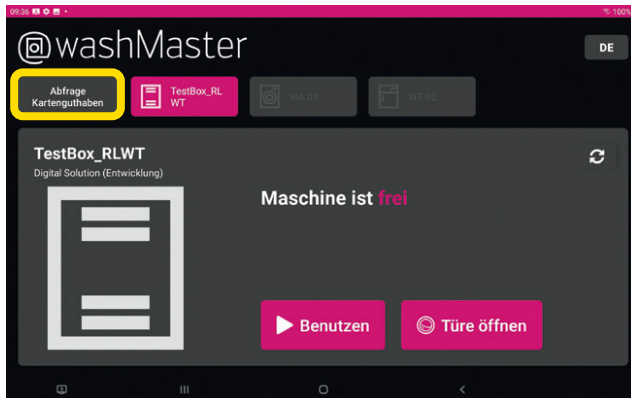 09:36
100%
@washMaster
DE
Abfrage
Kartenguthaben
TestBox_RL
WT
WA 01
WT 02
TestBox_RLWT
Digital Solution (Entwicklung)
Maschine ist frei
Benutzen
Türe öffnen